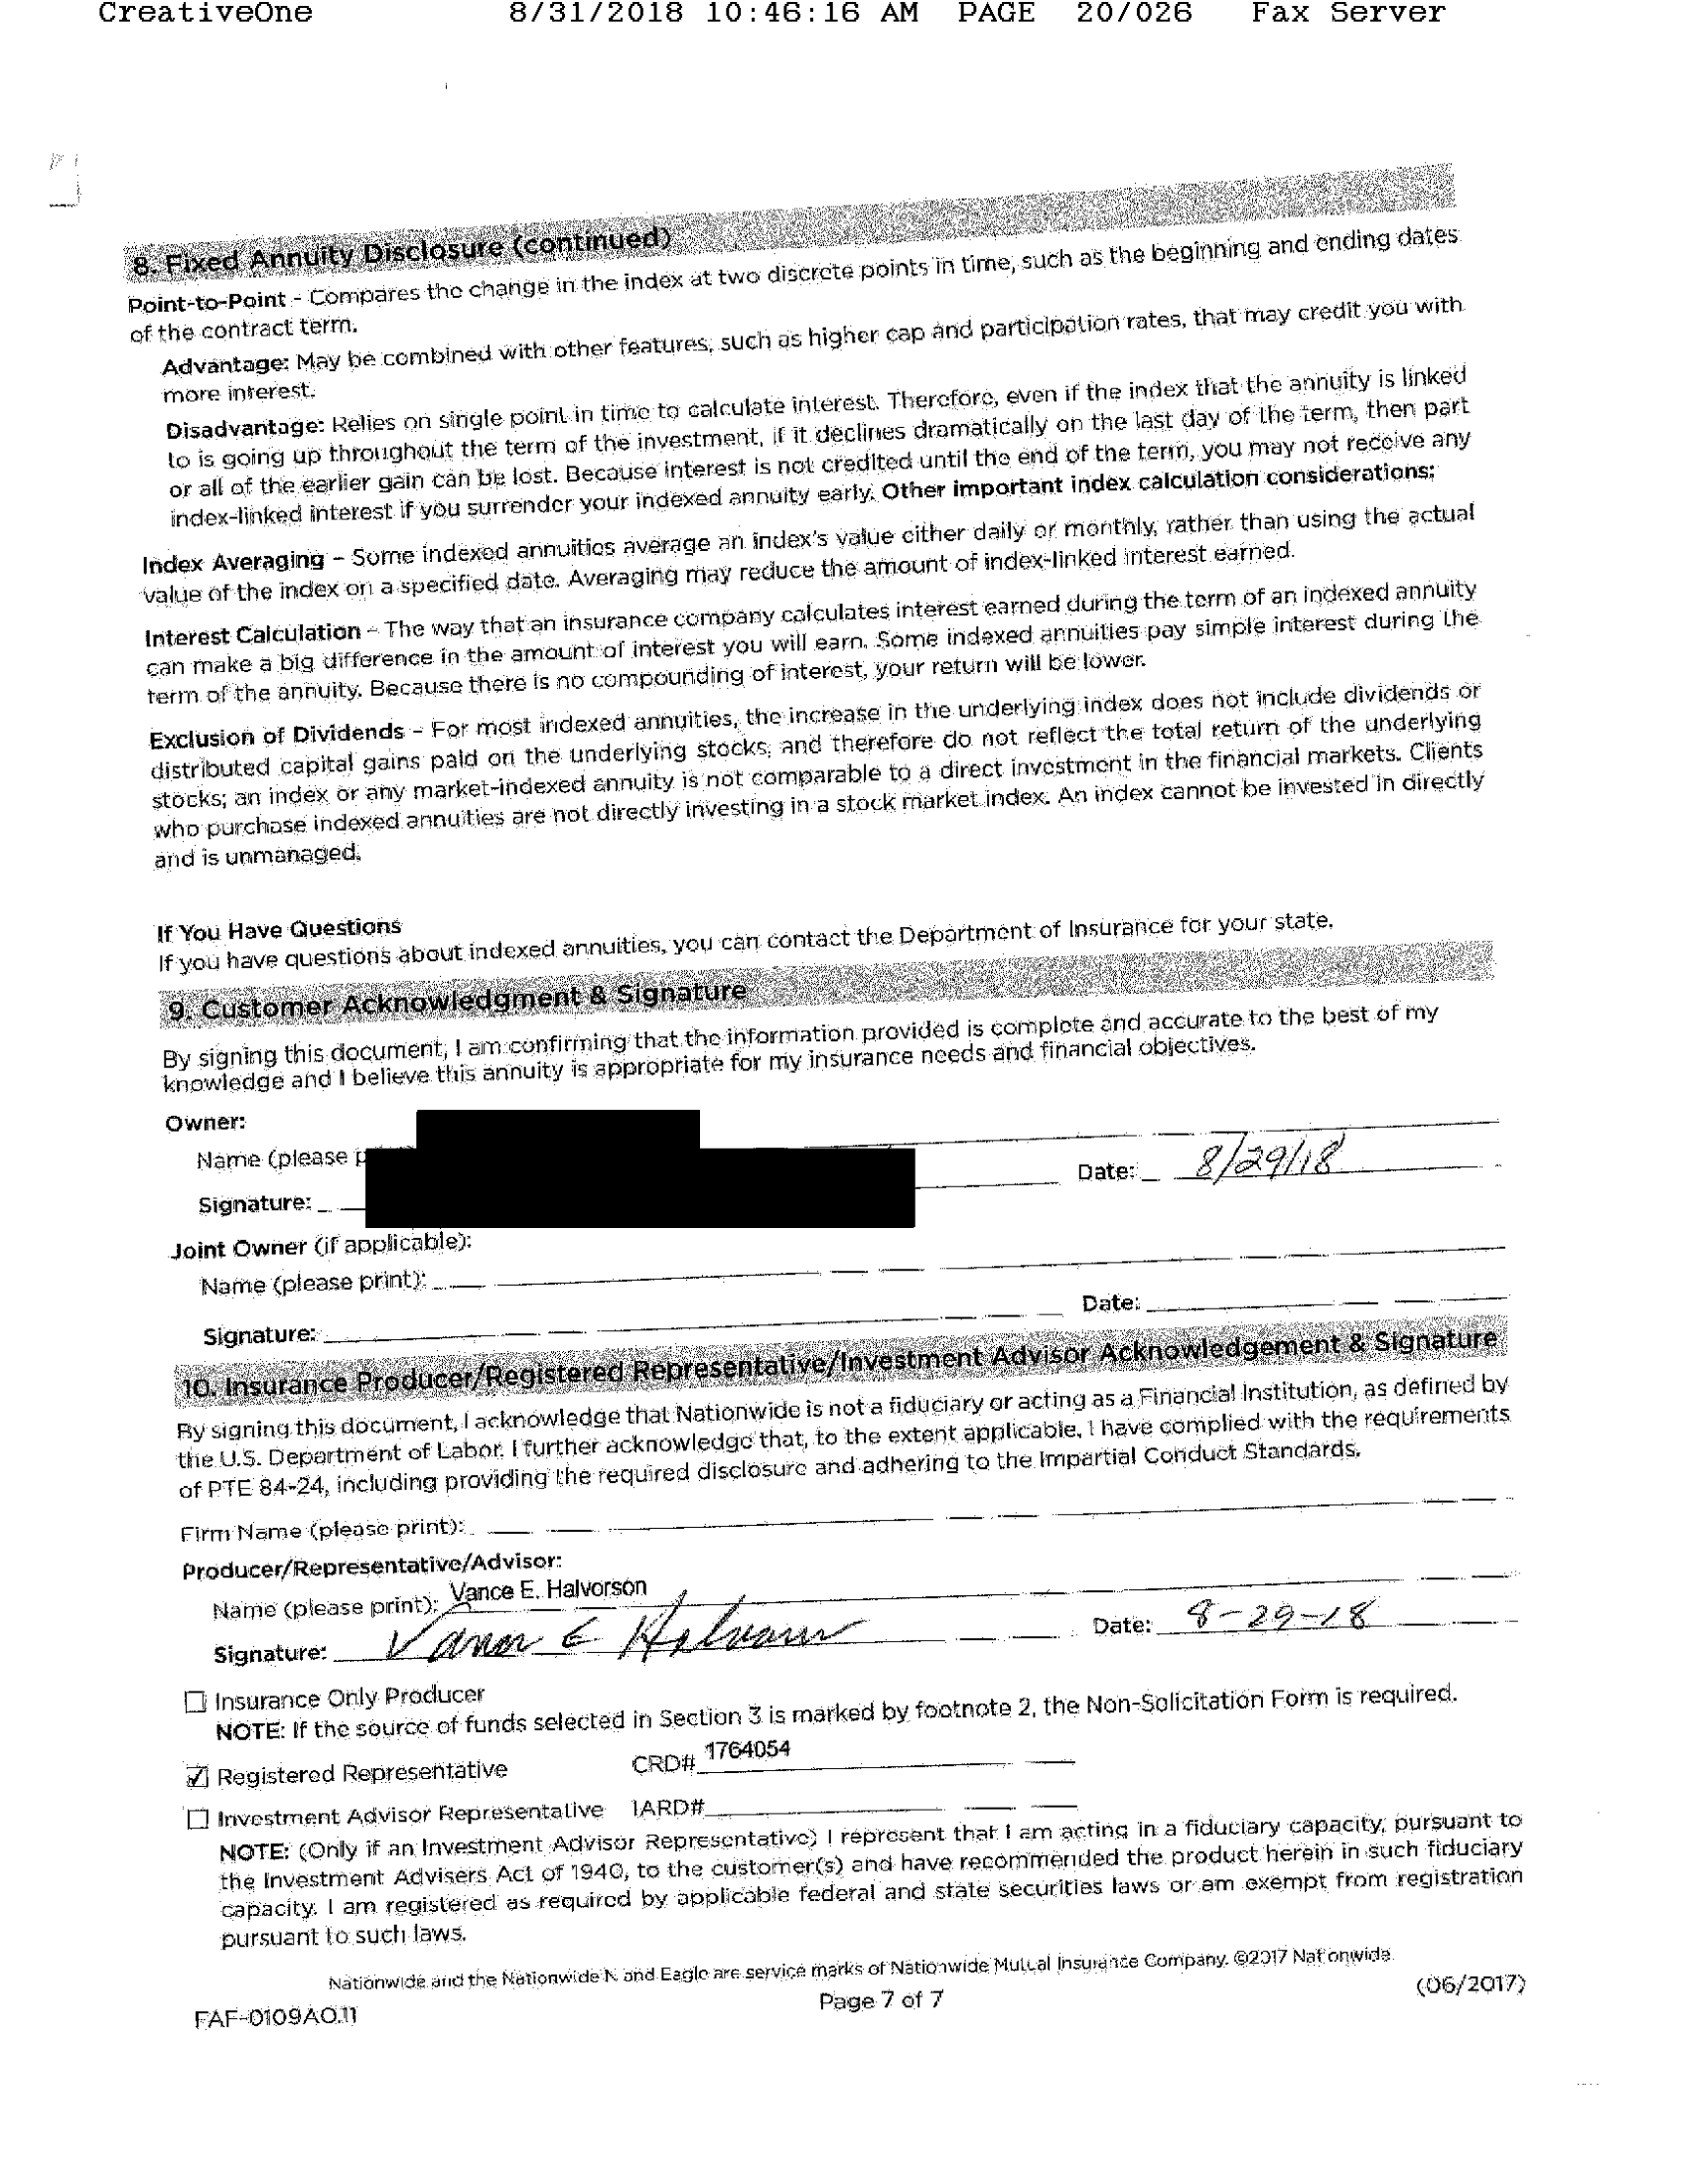 CreativeOne 8/31/2018 10:46:16 AM PAGE 20/026 Fax Server
8. Fixed Annuity Disclosure (continued)
Point-to-Point - Compares the change in the index at two discrete points in time, such as the beginning and ending dates
of the contract term.
Advantage: May be combined with other features, such as higher cap and participation rates, that may credit you with
more interest.
Disadvantage: Relies on single point in time to calculate interest. Therefore, even if the index that the annuity is linked
to is going up throughout the term of the investment, if it declines dramatically on the last day of the term, then part
or all of the earlier gain can be lost. Because interest is not credited until the end of the term, you may not receive any
index-linked interest if you surrender your indexed annuity early. Other important index calculation considerations:
Index Averaging – Some indexed annuities average an index's value either daily or monthly, rather than using the actual
value of the index on a specified date. Averaging may reduce the amount of index-linked interest earned.
Interest Calculation – The way that an insurance company calculates interest earned during the term of an indexed annuity
can make a big difference in the amount of interest you will earn. Some indexed annuities pay simple interest during the
term of the annuity. Because there is no compounding of interest, your return will be lower.
Exclusion of Dividends – For most indexed annuities, the increase in the underlying index does not include dividends or
distributed capital gains paid on the underlying stocks, and therefore do not reflect the total return of the underlying
stocks; an index or any market-indexed annuity is not comparable to a direct investment in the financial markets. Clients
who purchase indexed annuities are not directly investing in a stock market index. An index cannot be invested in directly
and is unmanaged.
If You Have Questions
If you have questions about indexed annuities, you can contact the Department of Insurance for your state.
9. Customer Acknowledgment & Signature
By signing this document, I am confirming that the information provided is complete and accurate to the best of my
knowledge and I believe this annuity is appropriate for my insurance needs and financial objectives.
Owner:
Name (please p
Signature: Date: 8/29/18
Joint Owner (if applicable):
Name (please print):
Signature: Date:
10. Insurance Producer/Registered Representative/Investment Advisor Acknowledgement & Signature
By signing this document, I acknowledge that Nationwide is not a fiduciary or acting as a Financial Institution, as defined by
the U.S. Department of Labor. I further acknowledge that, to the extent applicable, I have complied with the requirements
of PTE 84-24, including providing the required disclosure and adhering to the Impartial Conduct Standards.
Firm Name (please print):
Producer/Representative/Advisor:
Name (please print): Vance E. Halvorson
Signature: Vance E Halvorson Date: 8-29-18
Insurance Only Producer
NOTE: If the source of funds selected in Section 3 is marked by footnote 2, the Non-Solicitation Form is required.
Registered Representative CRD# 1764054
Investment Advisor Representative IARD#
NOTE: (Only if an Investment Advisor Representative) I represent that I am acting in a fiduciary capacity, pursuant to
the Investment Advisers Act of 1940, to the customer(s) and have recommended the product herein in such fiduciary
capacity. I am registered as required by applicable federal and state securities laws or am exempt from registration
pursuant to such laws.
Nationwide and the Nationwide N and Eagle are service marks of Nationwide Mutual Insurance Company. ©2017 Nationwide
FAF-0109AO.11 Page 7 of 7 (06/2017)